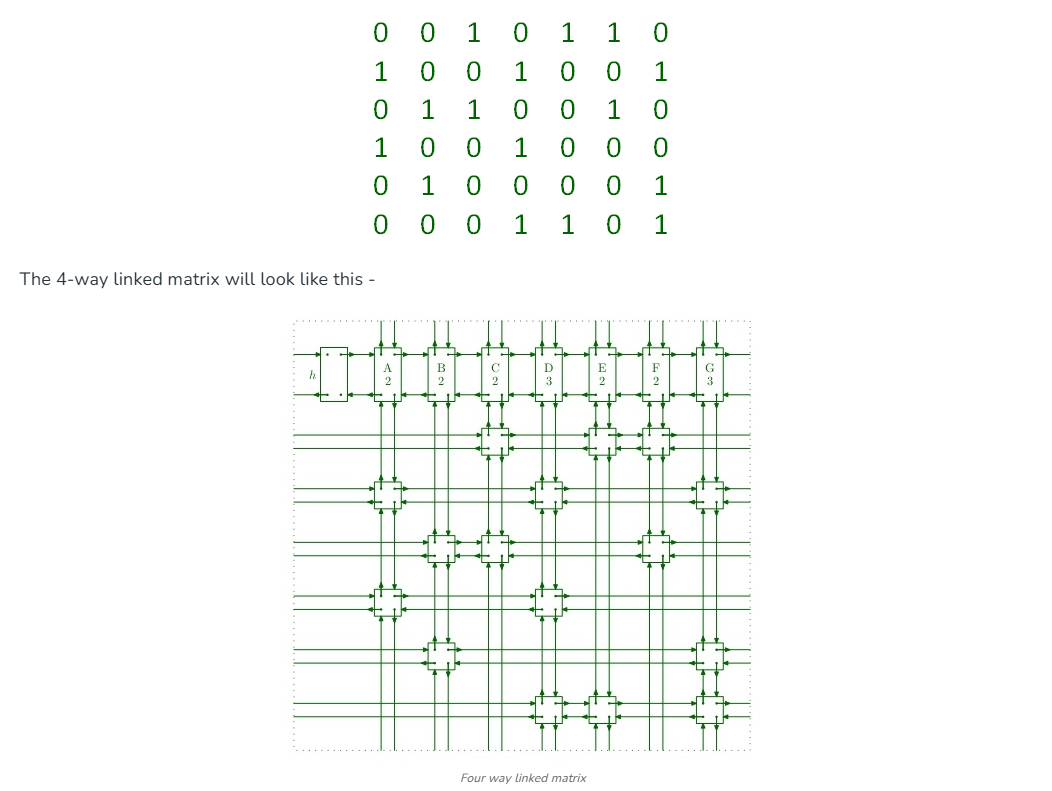 0 0 1 0 1 1 0
1 0 0 1 0 0 1
0 1 1 0 0 1 0
1 0 0 1 0 0 0
0 1 0 0 0 0 1
0 0 0 1 1 0 1
The 4-way linked matrix will look like this -
h A B C D E F G
2 2 2 3 2 2 3
Four way linked matrix